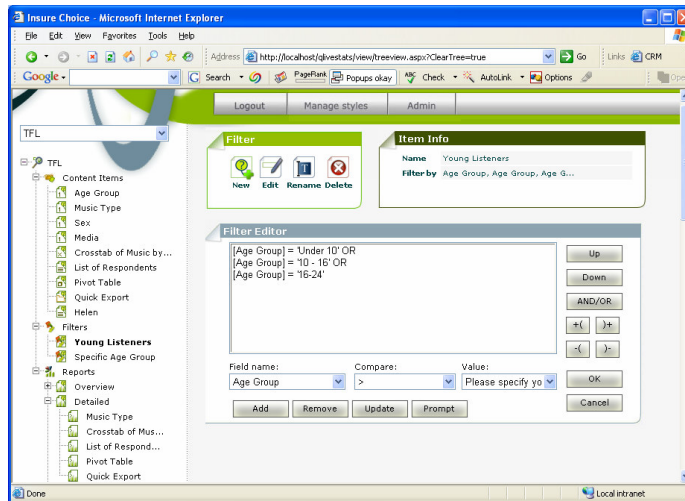 Insure Choice - Microsoft Internet Explorer
File Edit View Favorites Tools Help
Address http://localhost/qlivestats/view/treeview.aspx?ClearTree=true Go Links CRM
Google Search PageRank Popups okay ABC Check AutoLink Options
Logout Manage styles Admin
TFL
TFL
Content Items
Age Group
Music Type
Sex
Media
Crosstab of Music by...
List of Respondents
Pivot Table
Quick Export
Helen
Filters
Young Listeners
Specific Age Group
Reports
Overview
Detailed
Music Type
Crosstab of Mus...
List of Respond...
Pivot Table
Quick Export
Filter
New Edit Rename Delete
Item Info
Name Young Listeners
Filter by Age Group, Age Group, Age G...
Filter Editor
[Age Group] = 'Under 10' OR
[Age Group] = '10 - 16' OR
[Age Group] = '16-24'
Up
Down
AND/OR
+( )+
-( )-
OK
Cancel
Field name: Compare: Value:
Age Group > Please specify yo
Add Remove Update Prompt
Done Local intranet